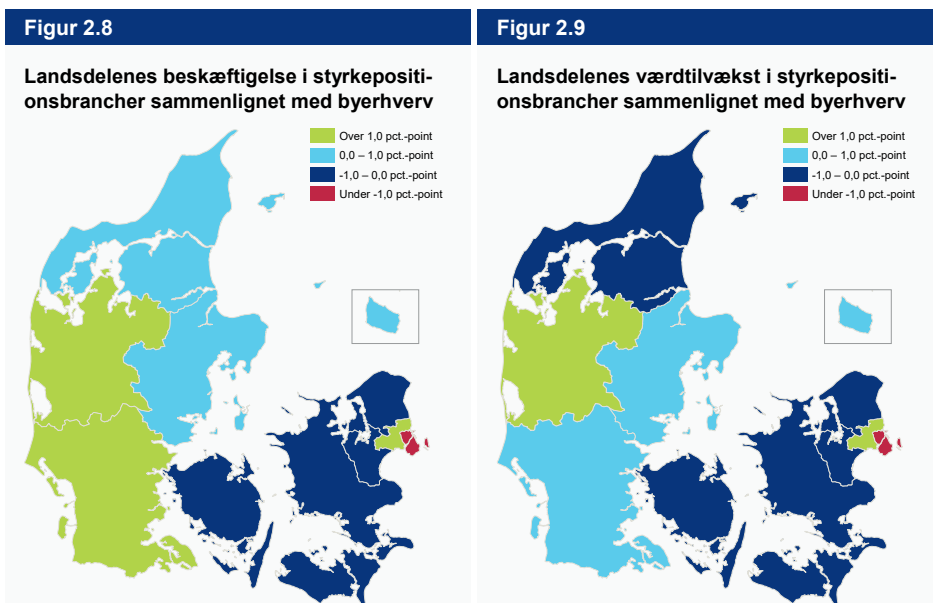 Figur 2.8
Landsdelenes beskæftigelse i styrkepositi-
onsbrancher sammenlignet med byerhverv
Over 1,0 pct.-point
0,0 – 1,0 pct.-point
-1,0 – 0,0 pct.-point
Under -1,0 pct.-point
Figur 2.9
Landsdelenes værdtilvækst i styrkepositi-
onsbrancher sammenlignet med byerhverv
Over 1,0 pct.-point
0,0 – 1,0 pct.-point
-1,0 – 0,0 pct.-point
Under -1,0 pct.-point